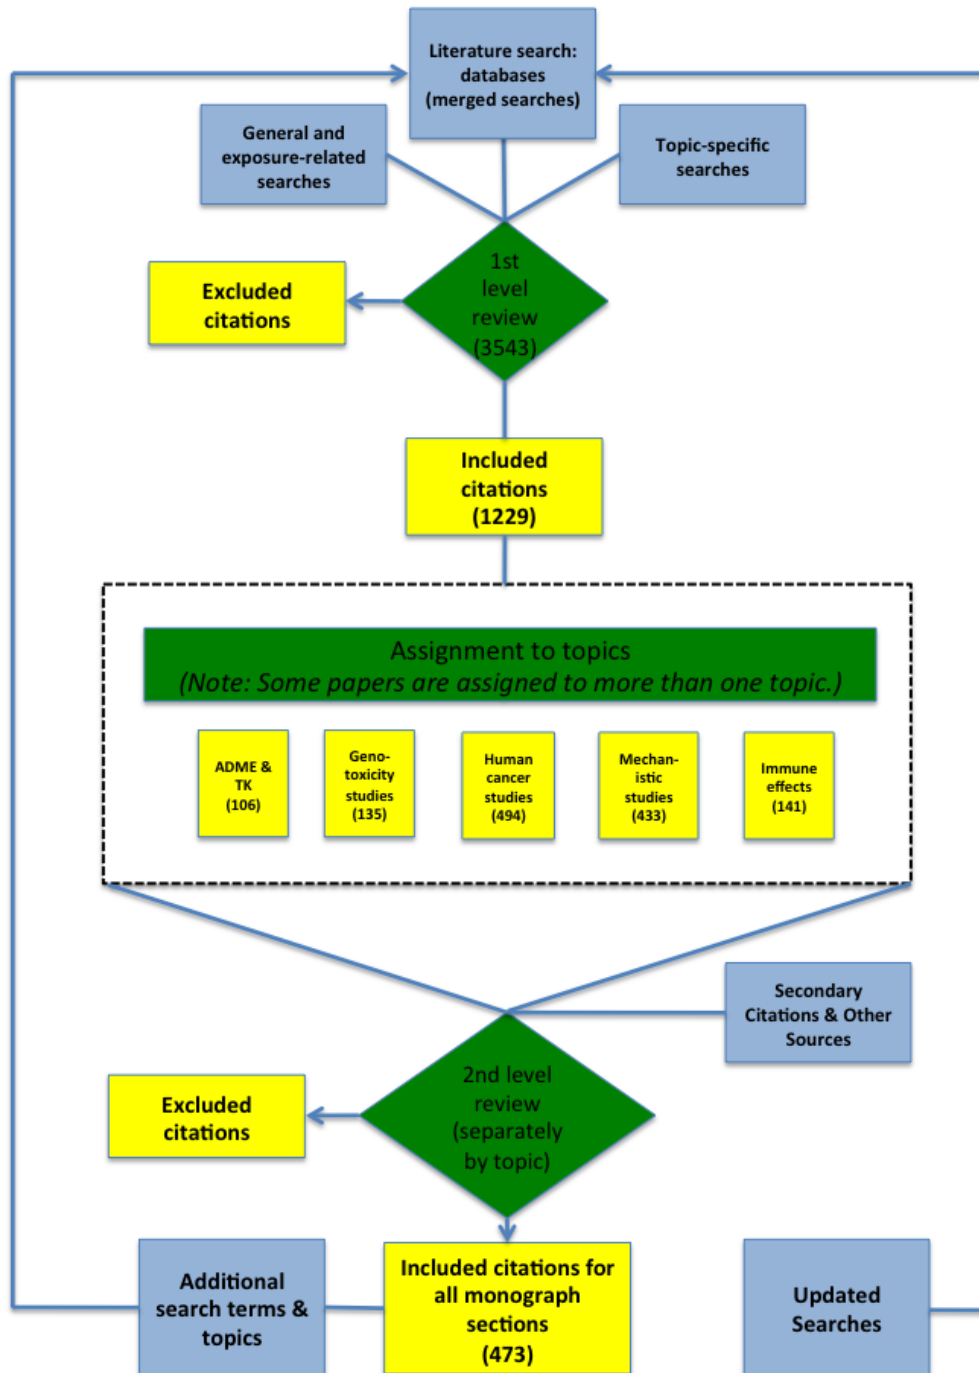 Literature search:
databases
(merged searches)
General and
exposure-related
searches
Topic-specific
searches
1st
level
review
(3543)
Excluded
citations
Included
citations
(1229)
Assignment to topics
(Note: Some papers are assigned to more than one topic.)
ADME &
TK
(106)
Geno-
toxicity
studies
(135)
Human
cancer
studies
(494)
Mechan-
istic
studies
(433)
Immune
effects
(141)
Secondary
Citations & Other
Sources
2nd level
review
(separately
by topic)
Excluded
citations
Additional
search terms &
topics
Included citations for
all monograph
sections
(473)
Updated
Searches